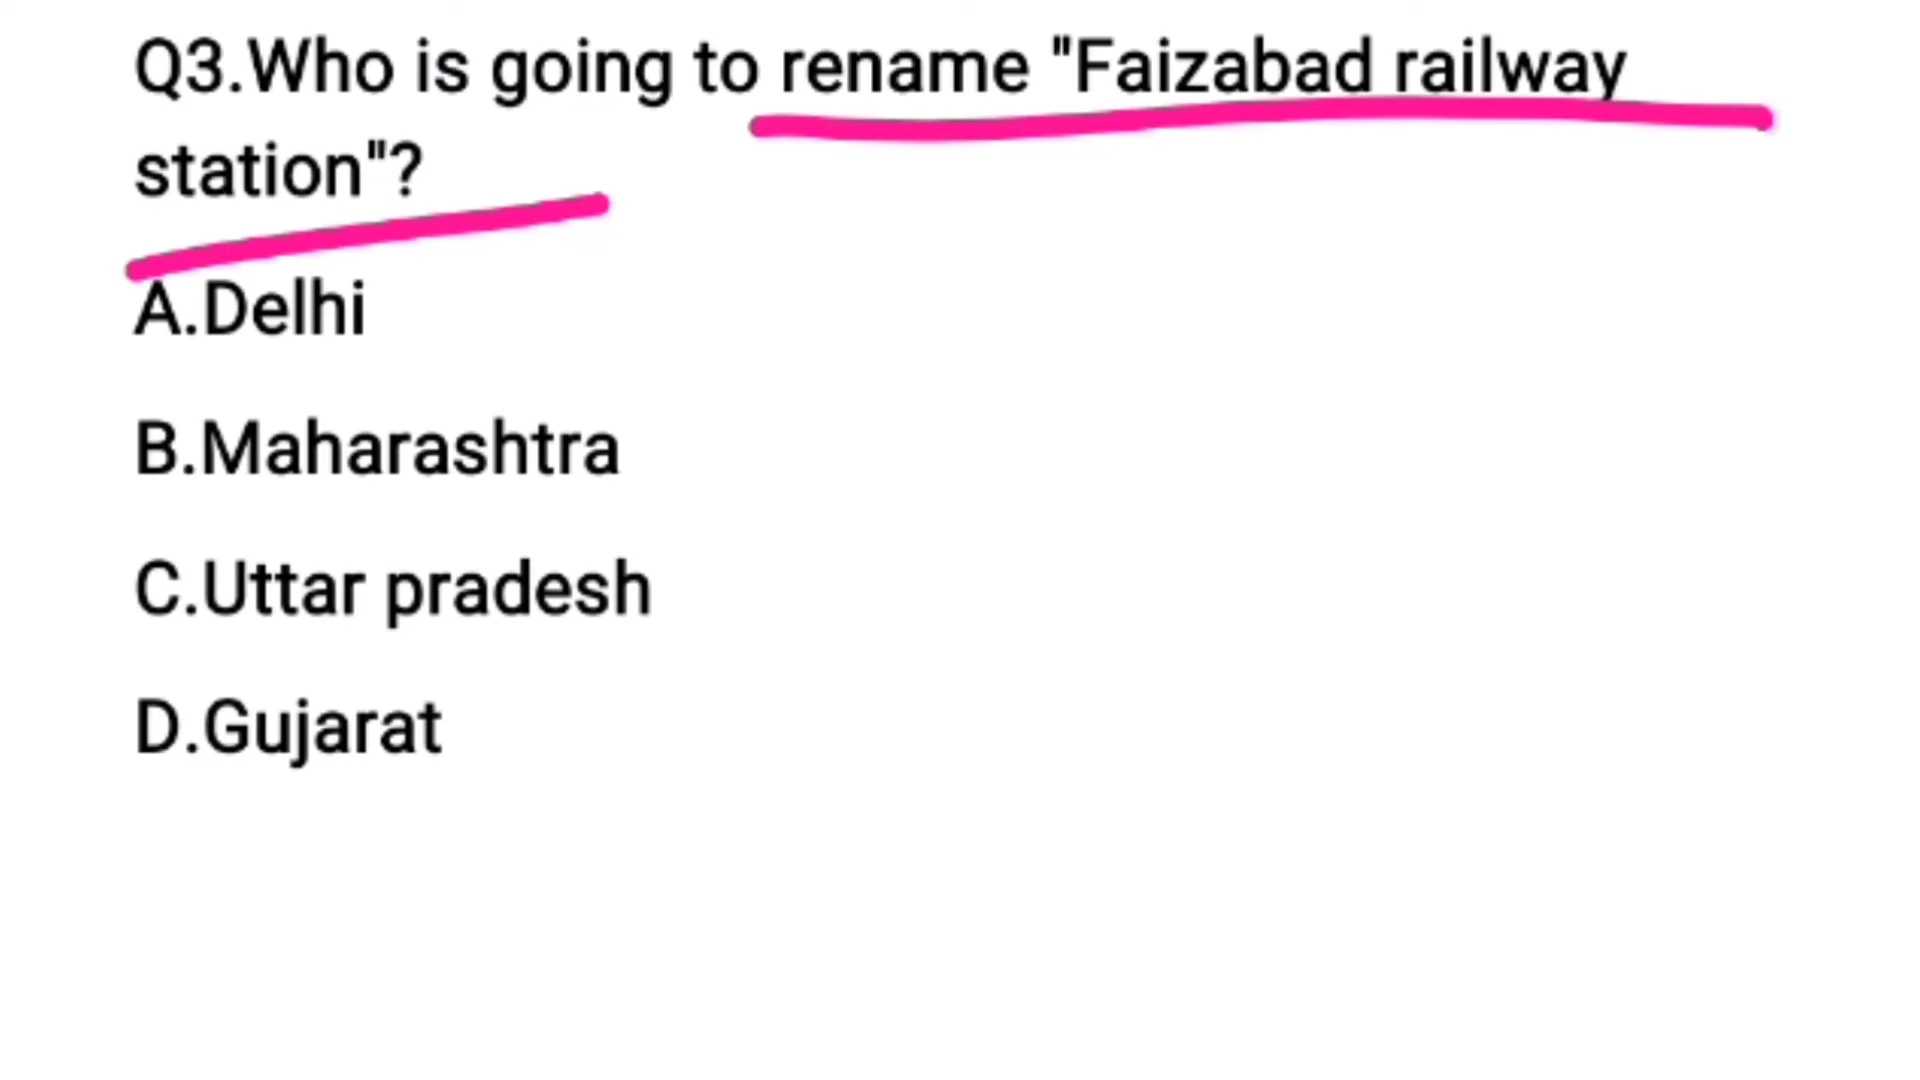 Q3.Who is going to rename "Faizabad railway
station"?
A.Delhi
B.Maharashtra
C.Uttar pradesh
D.Gujarat